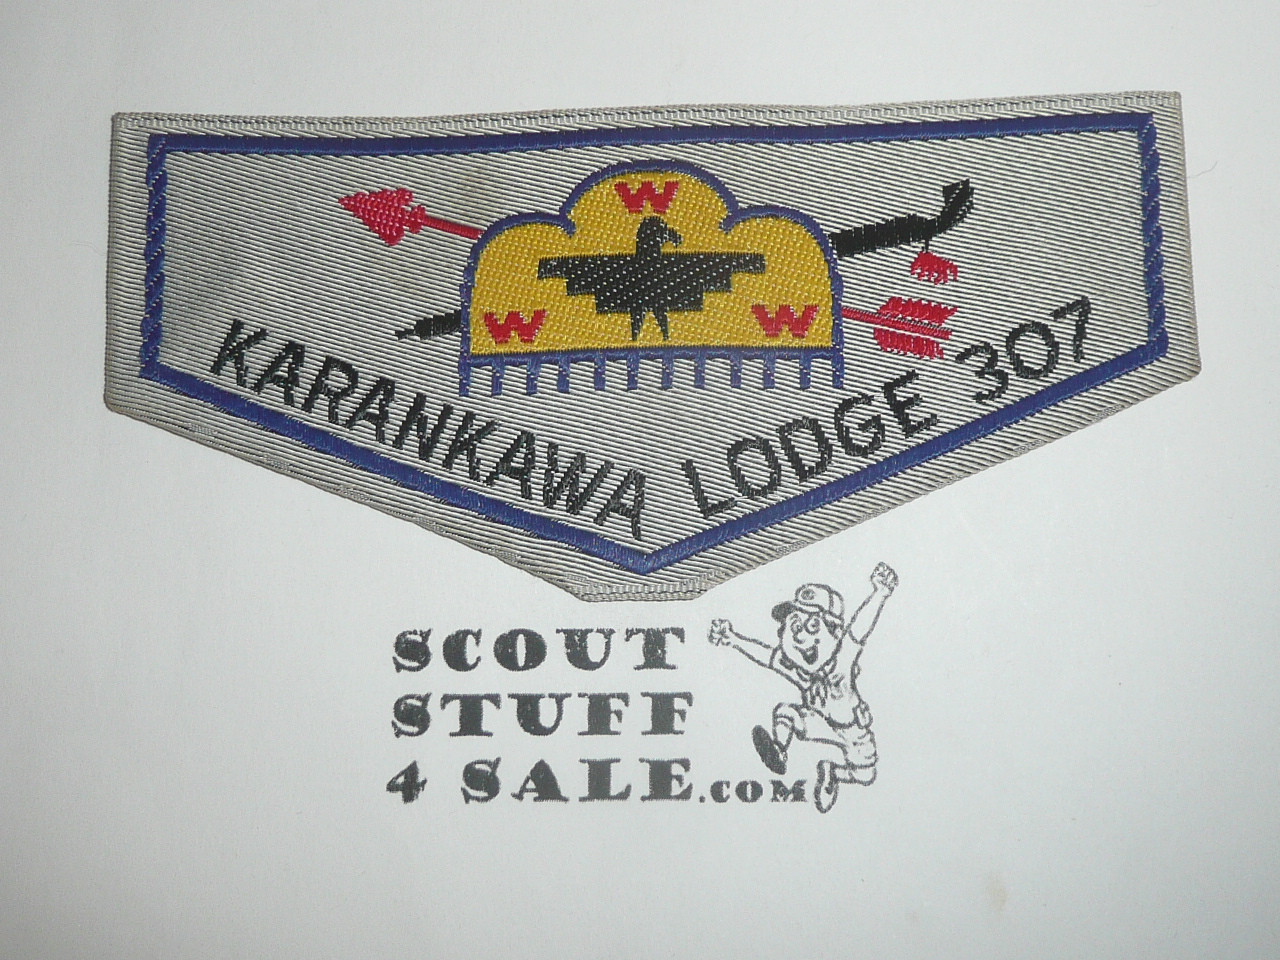 W
W W
KARANKAWA LODGE 307
SCOUT
STUFF
4 SALE.COM